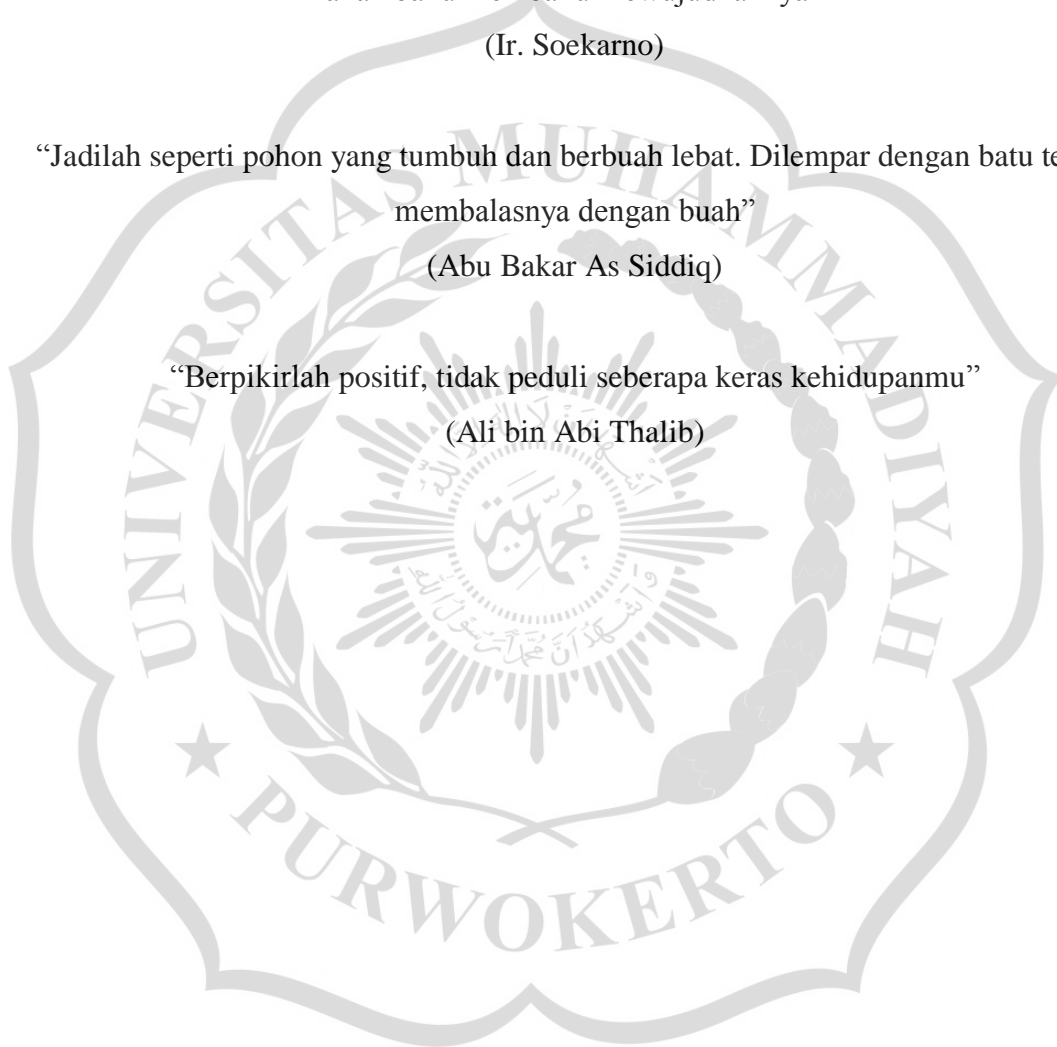 (Ir. Soekarno)
“Jadilah seperti pohon yang tumbuh dan berbuah lebat. Dilempar dengan batu
membalasnya dengan buah”
(Abu Bakar As Siddiq)
“Berpikirlah positif, tidak peduli seberapa keras kehidupanmu”
(Ali bin Abi Thalib)
UNIVERSITAS MUHAMMADIYAH
PURWOKERTO